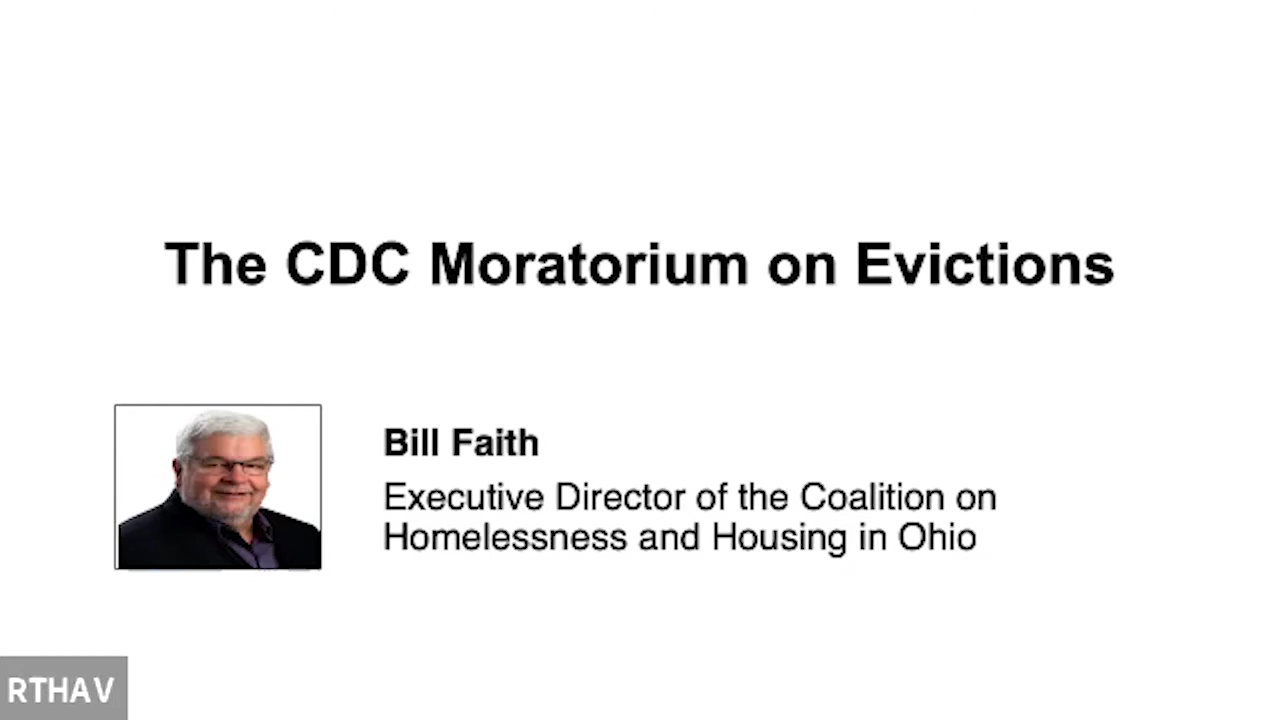 The CDC Moratorium on Evictions
Bill Faith
Executive Director of the Coalition on
Homelessness and Housing in Ohio
RTHAV